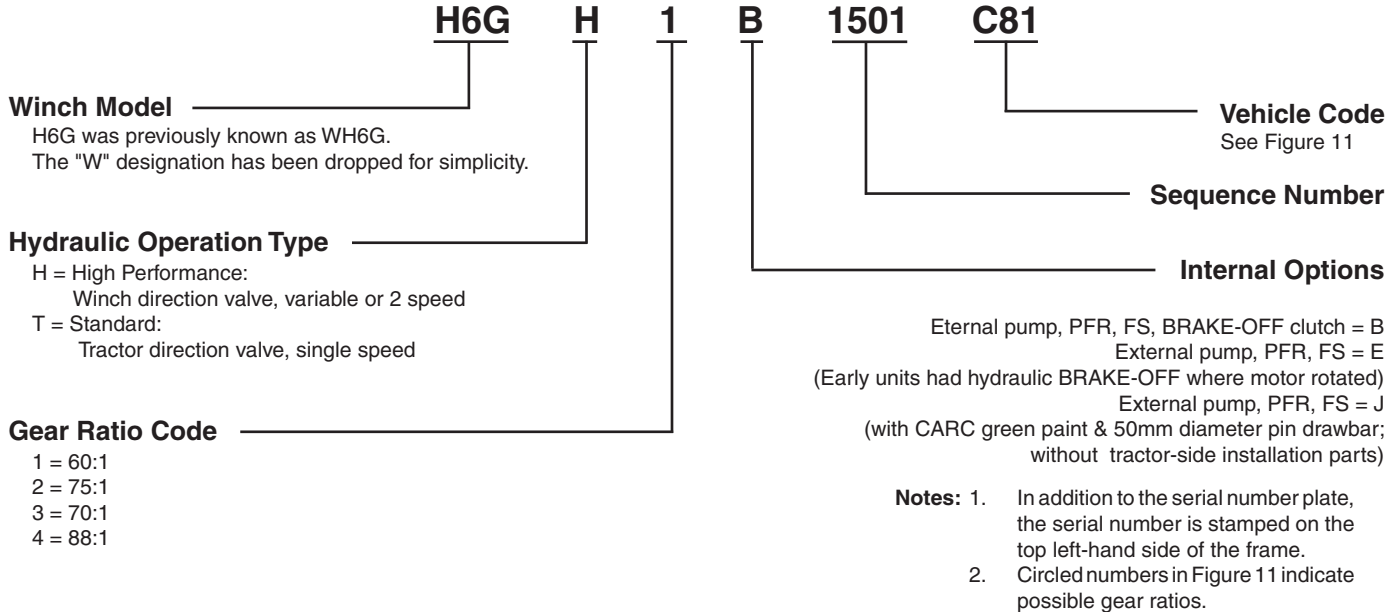 H6G H 1 B 1501 C81
Winch Model
H6G was previously known as WH6G.
The "W" designation has been dropped for simplicity.
Hydraulic Operation Type
H = High Performance:
Winch direction valve, variable or 2 speed
T = Standard:
Tractor direction valve, single speed
Gear Ratio Code
1 = 60:1
2 = 75:1
3 = 70:1
4 = 88:1
Vehicle Code
See Figure 11
Sequence Number
Internal Options
Eternal pump, PFR, FS, BRAKE-OFF clutch = B
External pump, PFR, FS = E
(Early units had hydraulic BRAKE-OFF where motor rotated)
External pump, PFR, FS = J
(with CARC green paint & 50mm diameter pin drawbar;
without tractor-side installation parts)
Notes: 1. In addition to the serial number plate,
the serial number is stamped on the
top left-hand side of the frame.
2. Circled numbers in Figure 11 indicate
possible gear ratios.